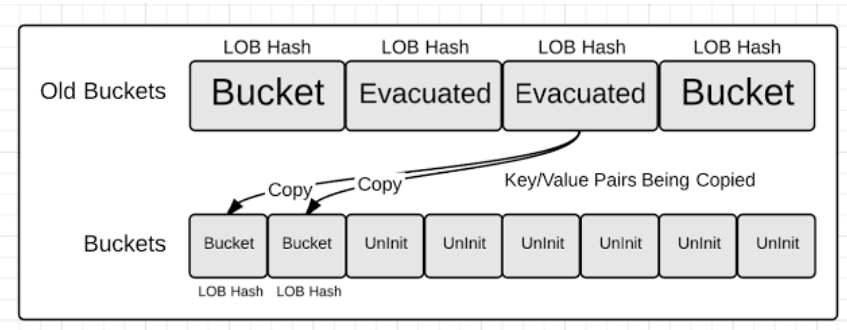 LOB Hash LOB Hash LOB Hash LOB Hash
Old Buckets Bucket Evacuated Evacuated Bucket
Copy Copy Key/Value Pairs Being Copied
Buckets Bucket Bucket UnInit UnInit UnInit UnInit UnInit UnInit
LOB Hash LOB Hash